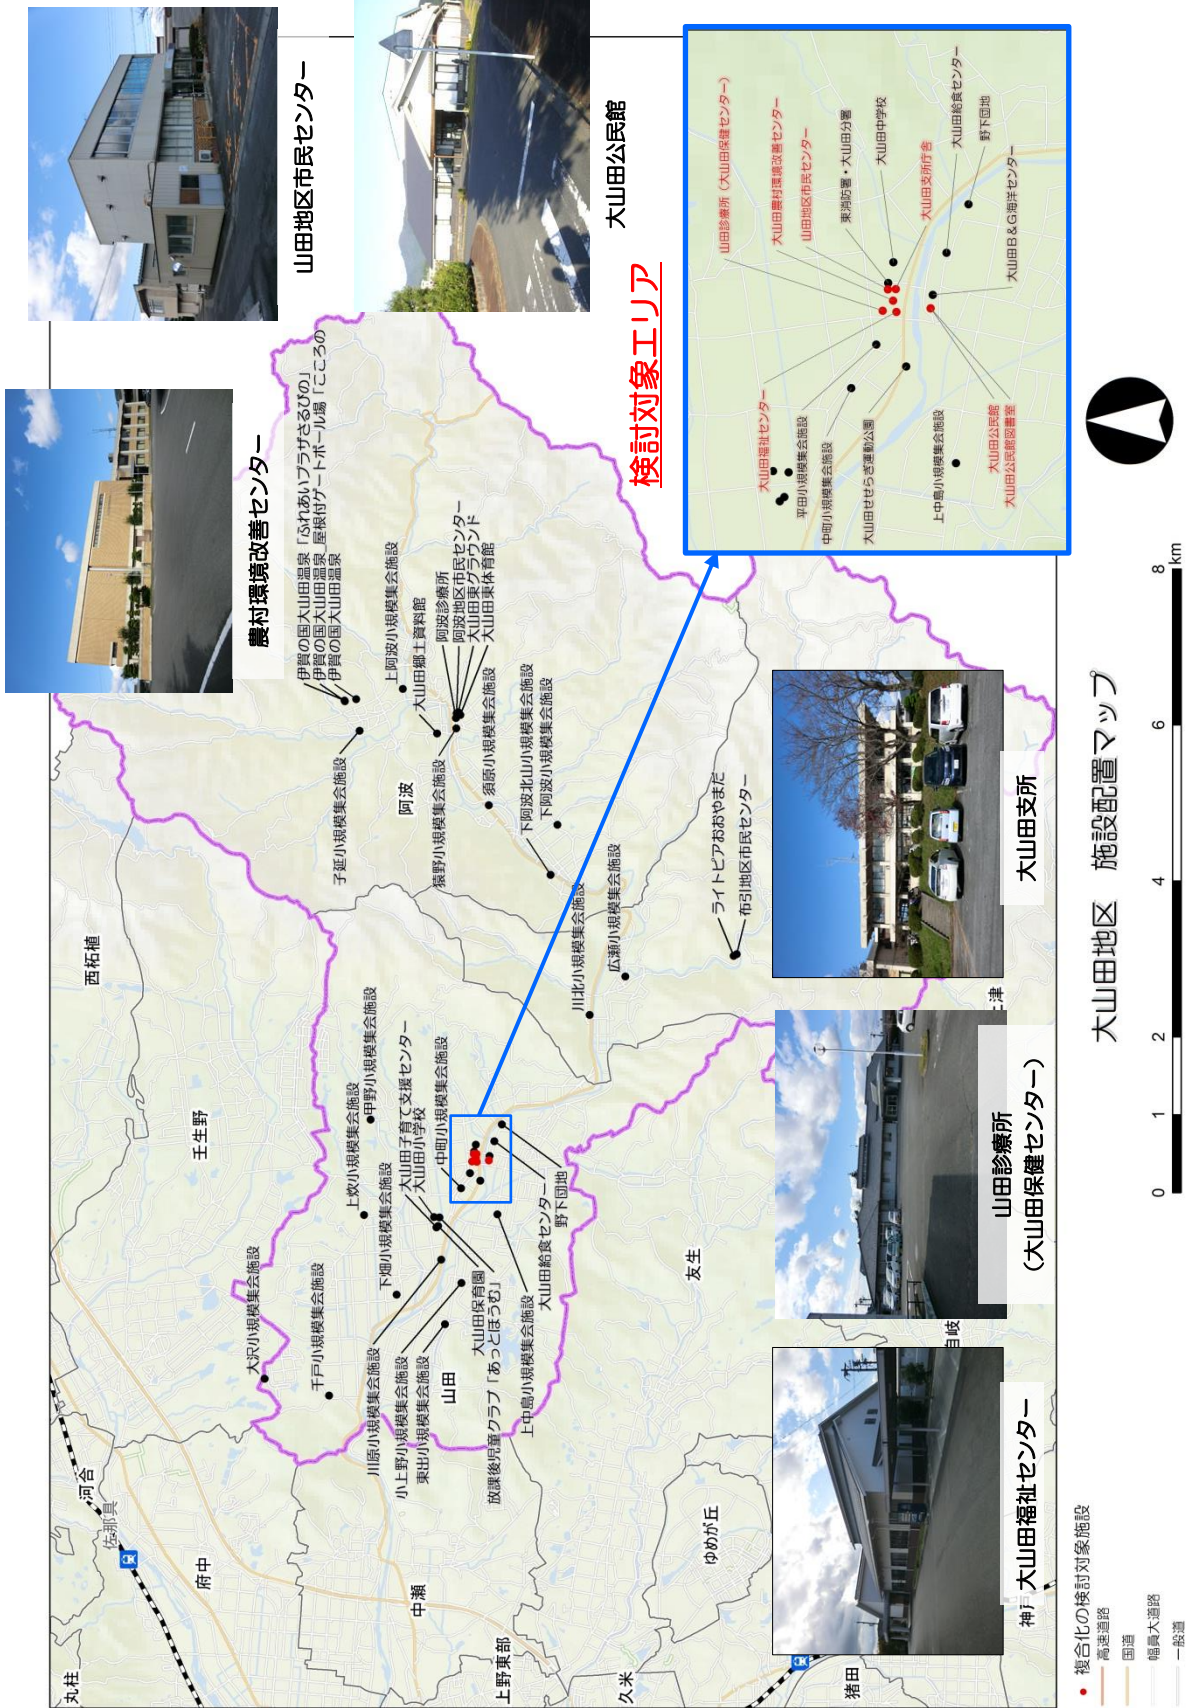 大山田地区　施設配置マップ
検討対象エリア
山田地区市民センター
大山田公民館
農村環境改善センター
大山田支所
山田診療所
（大山田保健センター）
大山田福祉センター
山田診療所（大山田保健センター）
大山田農村環境改善センター
山田地区市民センター
東消防署・大山田分署
大山田中学校
大山田支所庁舎
大山田給食センター
野下団地
大山田B＆G海洋センター
大山田福祉センター
平田小規模集会施設
中町小規模集会施設
大山田せせらぎ運動公園
上中島小規模集会施設
大山田公民館
大山田公民館図書室
伊賀の国大山田温泉「ふれあいプラザさるびの」
伊賀の国大山田温泉_屋根付ゲートボール場「こころの
伊賀の国大山田温泉
子延小規模集会施設
上阿波小規模集会施設
大山田郷土資料館
阿波
猿野小規模集会施設
阿波診療所
阿波地区市民センター
大山田東グラウンド
大山田東体育館
須原小規模集会施設
下阿波北山小規模集会施設
下阿波小規模集会施設
川北小規模集会施設
広瀬小規模集会施設
ライトピアおおやまだ
布引地区市民センター
西柘植
壬生野
甲野小規模集会施設
上炊小規模集会施設
下畑小規模集会施設
大山田子育て支援センター
大山田小学校
中町小規模集会施設
大沢小規模集会施設
千戸小規模集会施設
川原小規模集会施設
小上野小規模集会施設
東出小規模集会施設
山田
大山田保育園
放課後児童クラブ「あっとほうむ」
上中島小規模集会施設
大山田給食センター
野下団地
友生
河合
佐那具
府中
中瀬
ゆめが丘
丸柱
上野東部
久米
猪田
神戸
津
複合化の検討対象施設
高速道路
国道
幅員大道路
一般道
0 1 2 4 6 8
km